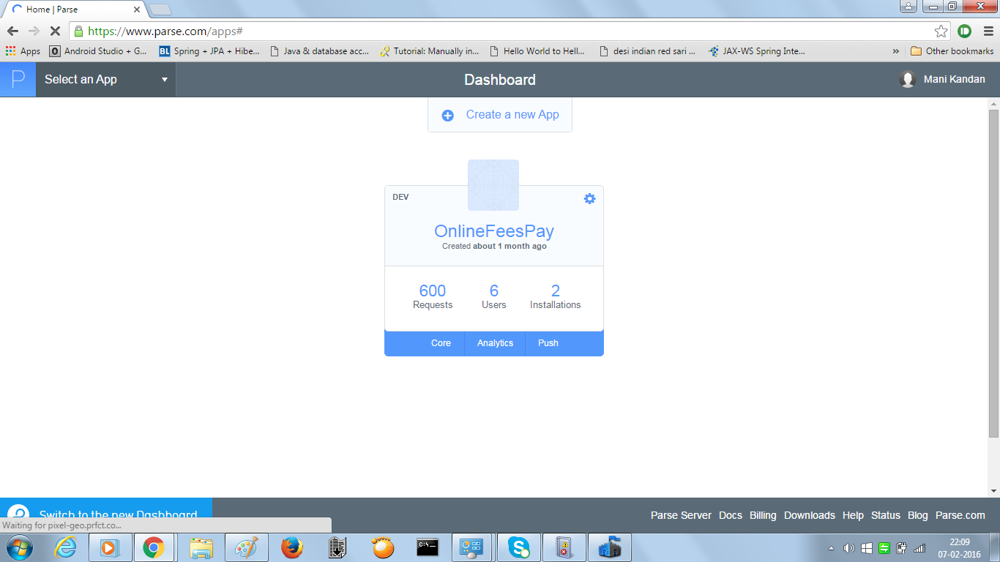 Home | Parse
https://www.parse.com/apps#
Apps
Android Studio + G...
BL Spring + JPA + Hibe...
Java & database acc...
Tutorial: Manually in...
Hello World to Hell...
desi indian red sari ...
JAX-WS Spring Inte...
»
Other bookmarks
P
Select an App
Dashboard
Mani Kandan
Create a new App
DEV
OnlineFeesPay
Created about 1 month ago
600 6 2
Requests Users Installations
Core Analytics Push
Switch to the new Dashboard
Parse Server Docs Billing Downloads Help Status Blog Parse.com
Waiting for pixel-geo.prfct.co...
22:09
07-02-2016